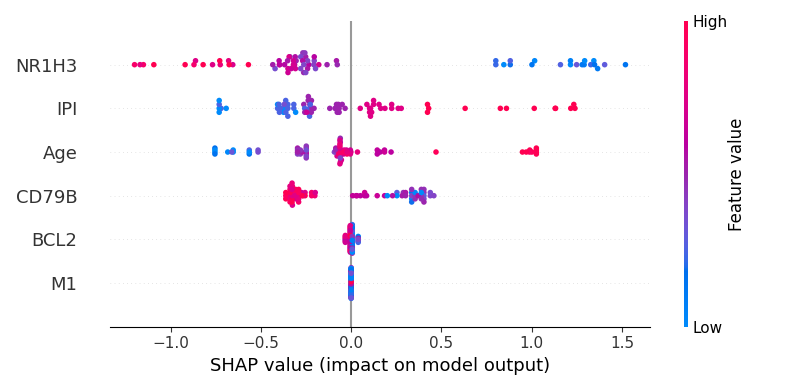 High
NR1H3
IPI
Age
CD79B
BCL2
M1
Feature value
Low
−1.0 −0.5 0.0 0.5 1.0 1.5
SHAP value (impact on model output)